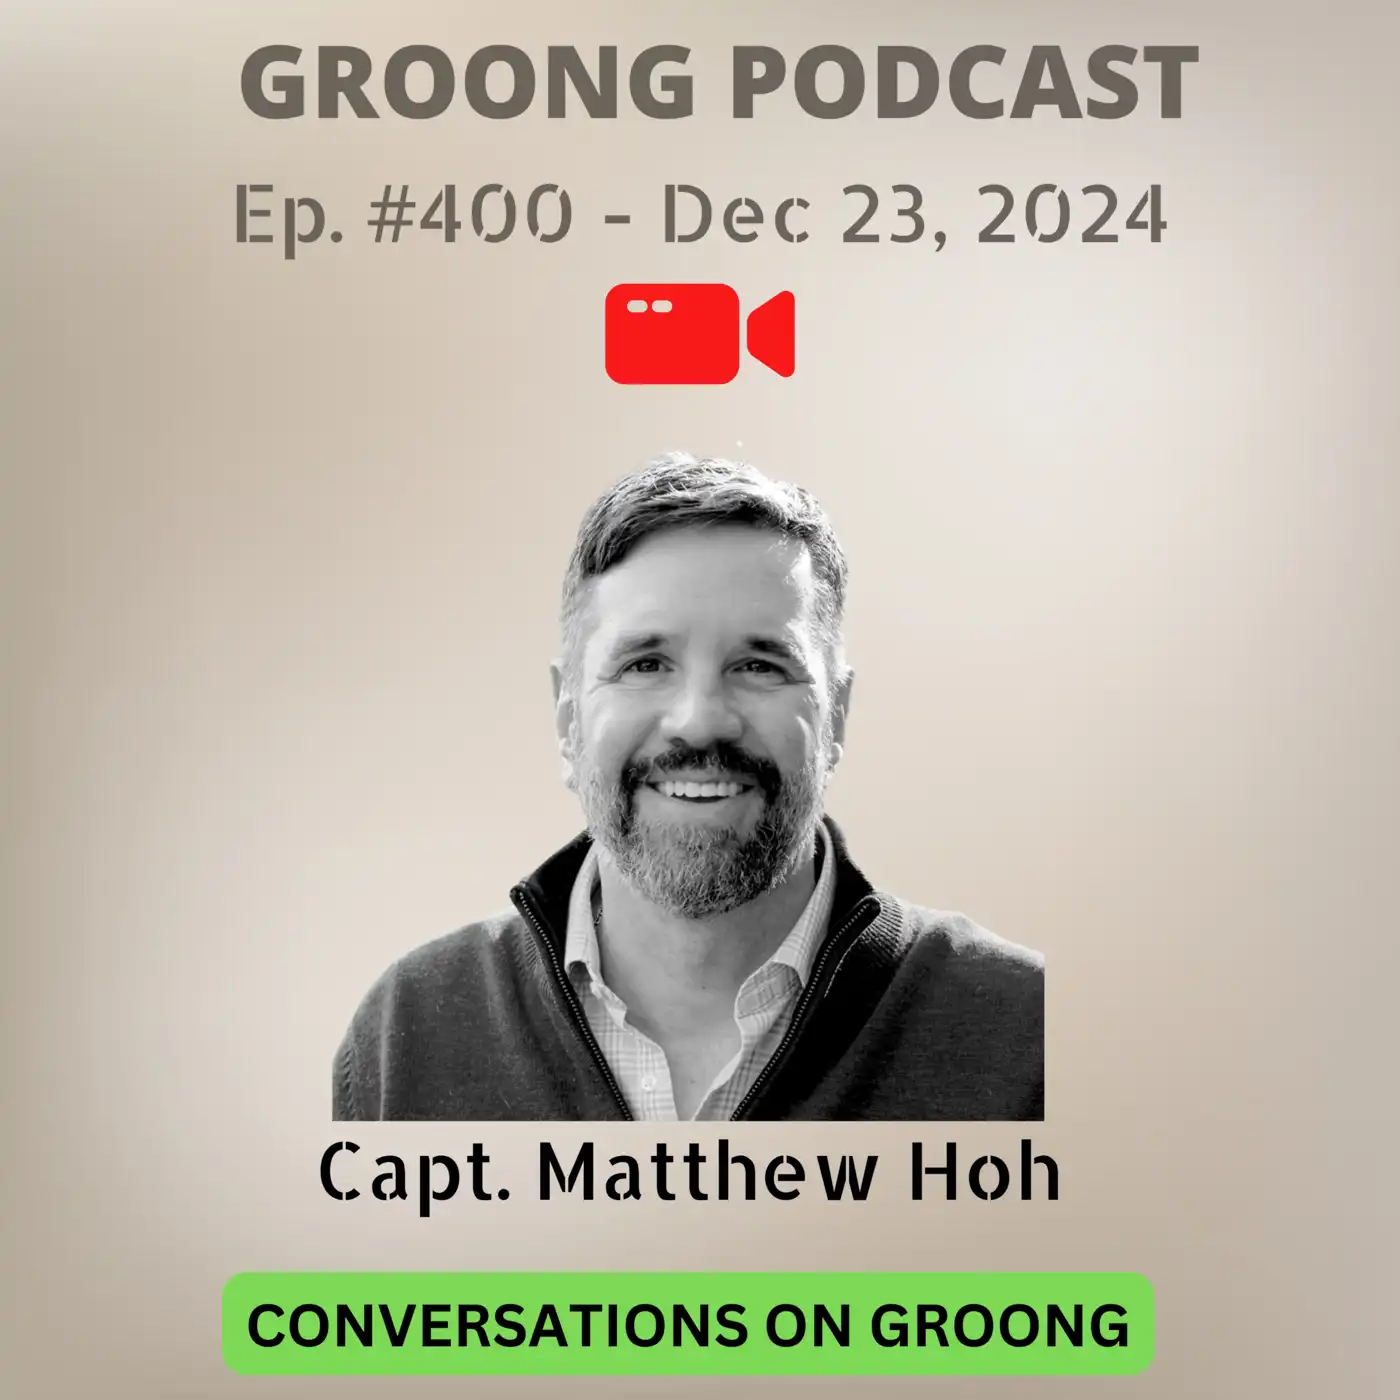 GROONG PODCAST
Ep. #400 - Dec 23, 2024
Capt. Matthew Hoh
CONVERSATIONS ON GROONG